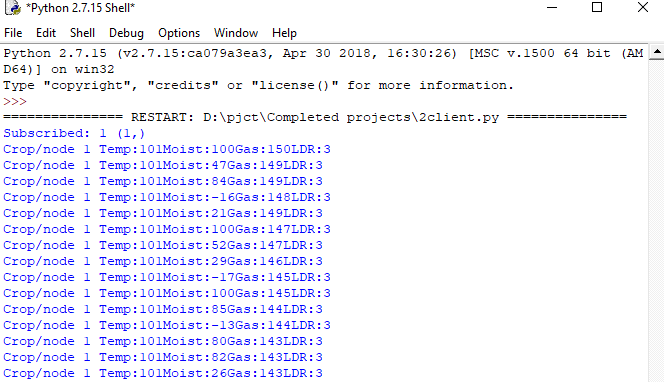 *Python 2.7.15 Shell*
File Edit Shell Debug Options Window Help
Python 2.7.15 (v2.7.15:ca079a3ea3, Apr 30 2018, 16:30:26) [MSC v.1500 64 bit (AM
D64)] on win32
Type "copyright", "credits" or "license()" for more information.
>>>
=============== RESTART: D:\pjct\Completed projects\2client.py ===============
Subscribed: 1 (1,)
Crop/node 1 Temp:101Moist:100Gas:150LDR:3
Crop/node 1 Temp:101Moist:47Gas:149LDR:3
Crop/node 1 Temp:101Moist:84Gas:149LDR:3
Crop/node 1 Temp:101Moist:-16Gas:148LDR:3
Crop/node 1 Temp:101Moist:21Gas:149LDR:3
Crop/node 1 Temp:101Moist:100Gas:147LDR:3
Crop/node 1 Temp:101Moist:52Gas:147LDR:3
Crop/node 1 Temp:101Moist:29Gas:146LDR:3
Crop/node 1 Temp:101Moist:-17Gas:145LDR:3
Crop/node 1 Temp:101Moist:100Gas:145LDR:3
Crop/node 1 Temp:101Moist:85Gas:144LDR:3
Crop/node 1 Temp:101Moist:-13Gas:144LDR:3
Crop/node 1 Temp:101Moist:80Gas:143LDR:3
Crop/node 1 Temp:101Moist:82Gas:143LDR:3
Crop/node 1 Temp:101Moist:26Gas:143LDR:3